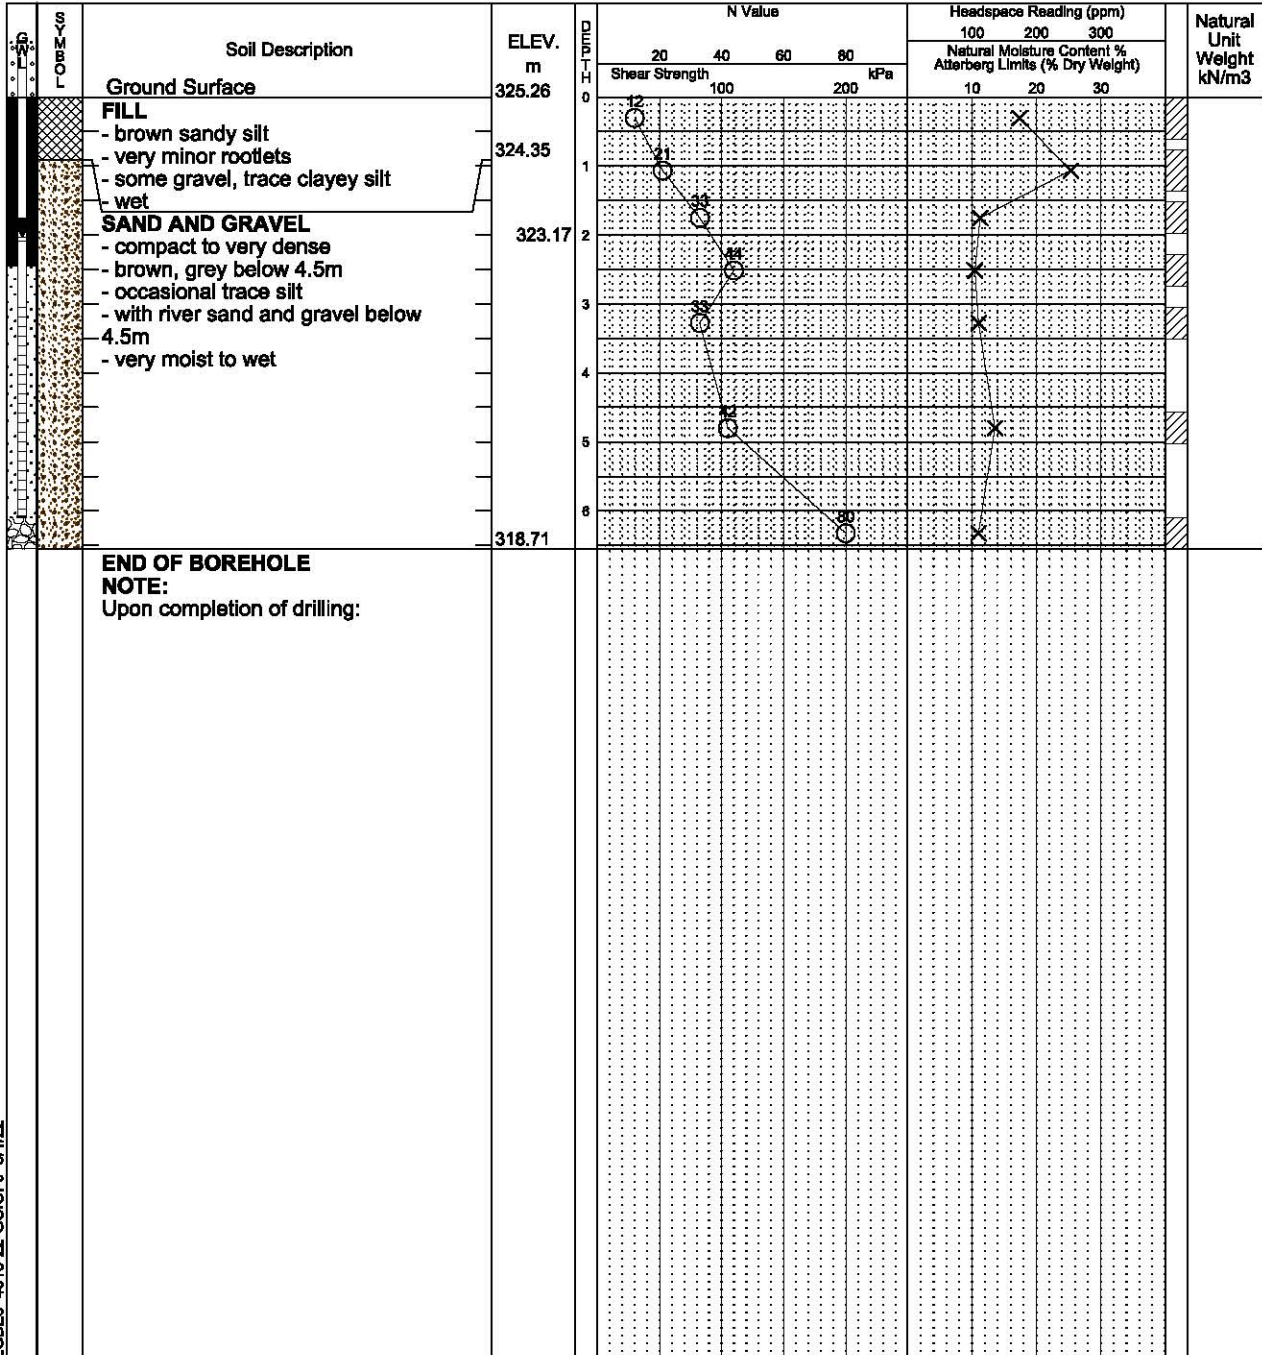 GWL
SYMBOL
Soil Description
ELEV.
m
DEPTH
N Value
20 40 60 80
Shear Strength kPa
100 200
Headspace Reading (ppm)
100 200 300
Natural Moisture Content %
Atterberg Limits (% Dry Weight)
10 20 30
Natural
Unit
Weight
kN/m3
Ground Surface
325.26
0
FILL
- brown sandy silt
- very minor rootlets
- some gravel, trace clayey silt
- wet
324.35
SAND AND GRAVEL
- compact to very dense
- brown, grey below 4.5m
- occasional trace silt
- with river sand and gravel below
4.5m
- very moist to wet
323.17
318.71
1
2
3
4
5
6
12
21
33
44
33
42
80
END OF BOREHOLE
NOTE:
Upon completion of drilling: